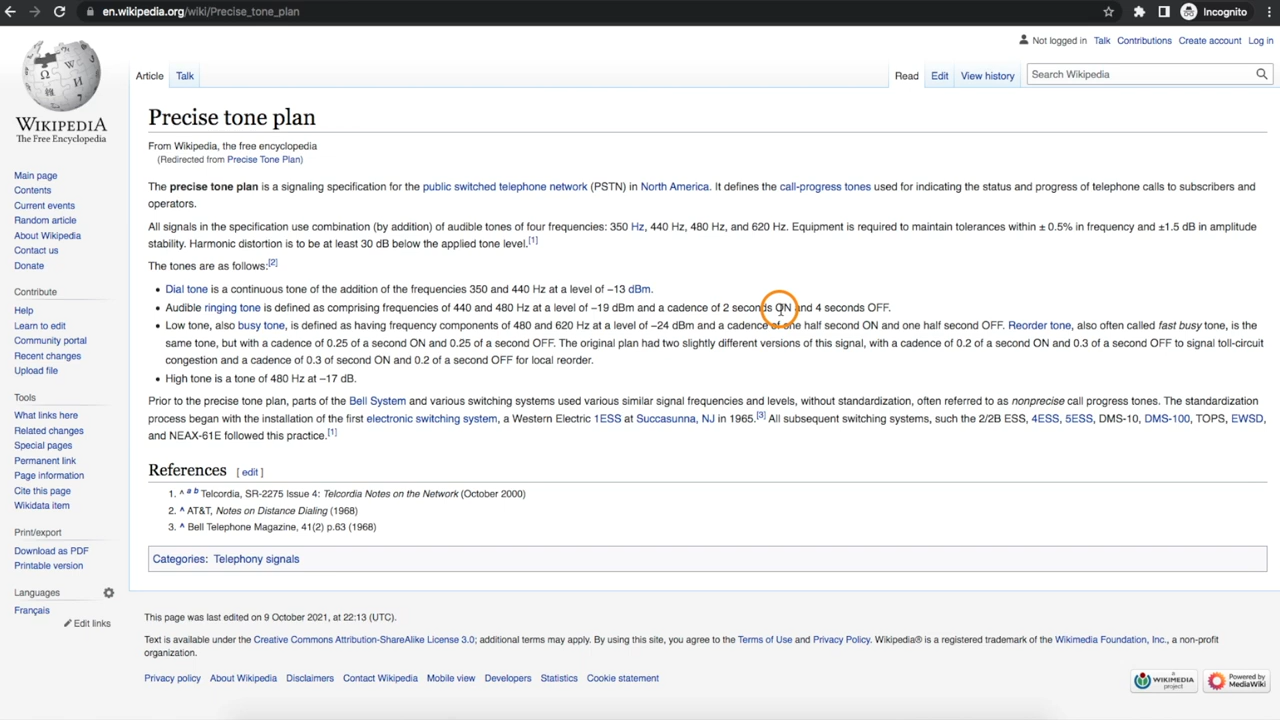 en.wikipedia.org/wiki/Precise_tone_plan
Incognito
Not logged in Talk Contributions Create account Log in
Article Talk
Read Edit View history
Search Wikipedia
WIKIPEDIA
The Free Encyclopedia
Main page
Contents
Current events
Random article
About Wikipedia
Contact us
Donate
Contribute
Help
Learn to edit
Community portal
Recent changes
Upload file
Tools
What links here
Related changes
Special pages
Permanent link
Page information
Cite this page
Wikidata item
Print/export
Download as PDF
Printable version
Languages
Français
Edit links
Precise tone plan
From Wikipedia, the free encyclopedia
(Redirected from Precise Tone Plan)
The precise tone plan is a signaling specification for the public switched telephone network (PSTN) in North America. It defines the call-progress tones used for indicating the status and progress of telephone calls to subscribers and
operators.
All signals in the specification use combination (by addition) of audible tones of four frequencies: 350 Hz, 440 Hz, 480 Hz, and 620 Hz. Equipment is required to maintain tolerances within ± 0.5% in frequency and ±1.5 dB in amplitude
stability. Harmonic distortion is to be at least 30 dB below the applied tone level.[1]
The tones are as follows:[2]
• Dial tone is a continuous tone of the addition of the frequencies 350 and 440 Hz at a level of −13 dBm.
• Audible ringing tone is defined as comprising frequencies of 440 and 480 Hz at a level of −19 dBm and a cadence of 2 seconds ON and 4 seconds OFF.
• Low tone, also busy tone, is defined as having frequency components of 480 and 620 Hz at a level of −24 dBm and a cadence of one half second ON and one half second OFF. Reorder tone, also often called fast busy tone, is the
same tone, but with a cadence of 0.25 of a second ON and 0.25 of a second OFF. The original plan had two slightly different versions of this signal, with a cadence of 0.2 of a second ON and 0.3 of a second OFF to signal toll-circuit
congestion and a cadence of 0.3 of second ON and 0.2 of a second OFF for local reorder.
• High tone is a tone of 480 Hz at −17 dB.
Prior to the precise tone plan, parts of the Bell System and various switching systems used various similar signal frequencies and levels, without standardization, often referred to as nonprecise call progress tones. The standardization
process began with the installation of the first electronic switching system, a Western Electric 1ESS at Succasunna, NJ in 1965.[3] All subsequent switching systems, such the 2/2B ESS, 4ESS, 5ESS, DMS-10, DMS-100, TOPS, EWSD,
and NEAX-61E followed this practice.[1]
References [ edit ]
1. ^ a b Telcordia, SR-2275 Issue 4: Telcordia Notes on the Network (October 2000)
2. ^ AT&T, Notes on Distance Dialing (1968)
3. ^ Bell Telephone Magazine, 41(2) p.63 (1968)
Categories: Telephony signals
This page was last edited on 9 October 2021, at 22:13 (UTC).
Text is available under the Creative Commons Attribution-ShareAlike License 3.0; additional terms may apply. By using this site, you agree to the Terms of Use and Privacy Policy. Wikipedia® is a registered trademark of the Wikimedia Foundation, Inc., a non-profit
organization.
Privacy policy About Wikipedia Disclaimers Contact Wikipedia Mobile view Developers Statistics Cookie statement
A
WIKIMEDIA
project
Powered by
MediaWiki